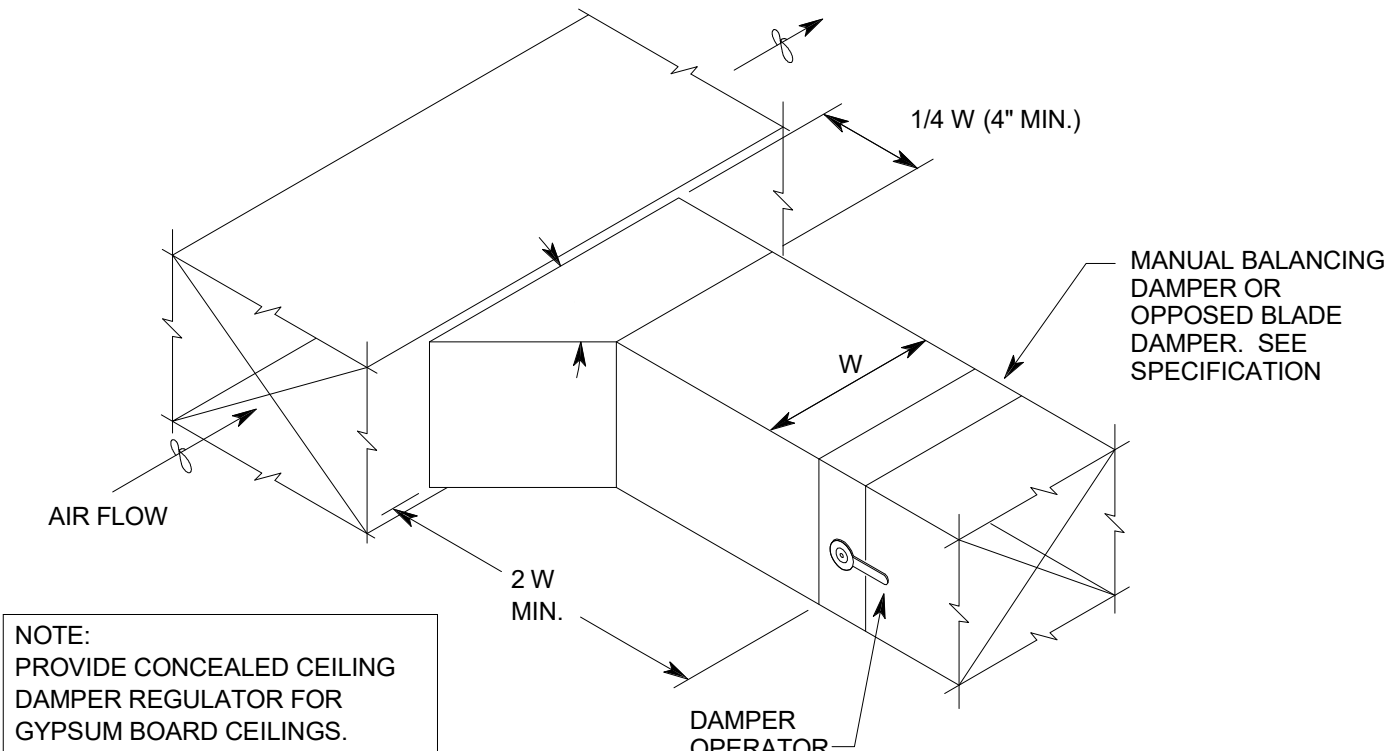 1/4 W (4" MIN.)
MANUAL BALANCING
DAMPER OR
OPPOSED BLADE
DAMPER. SEE
SPECIFICATION
W
AIR FLOW
2 W
MIN.
NOTE:
PROVIDE CONCEALED CEILING
DAMPER REGULATOR FOR
GYPSUM BOARD CEILINGS.
DAMPER
OPERATOR